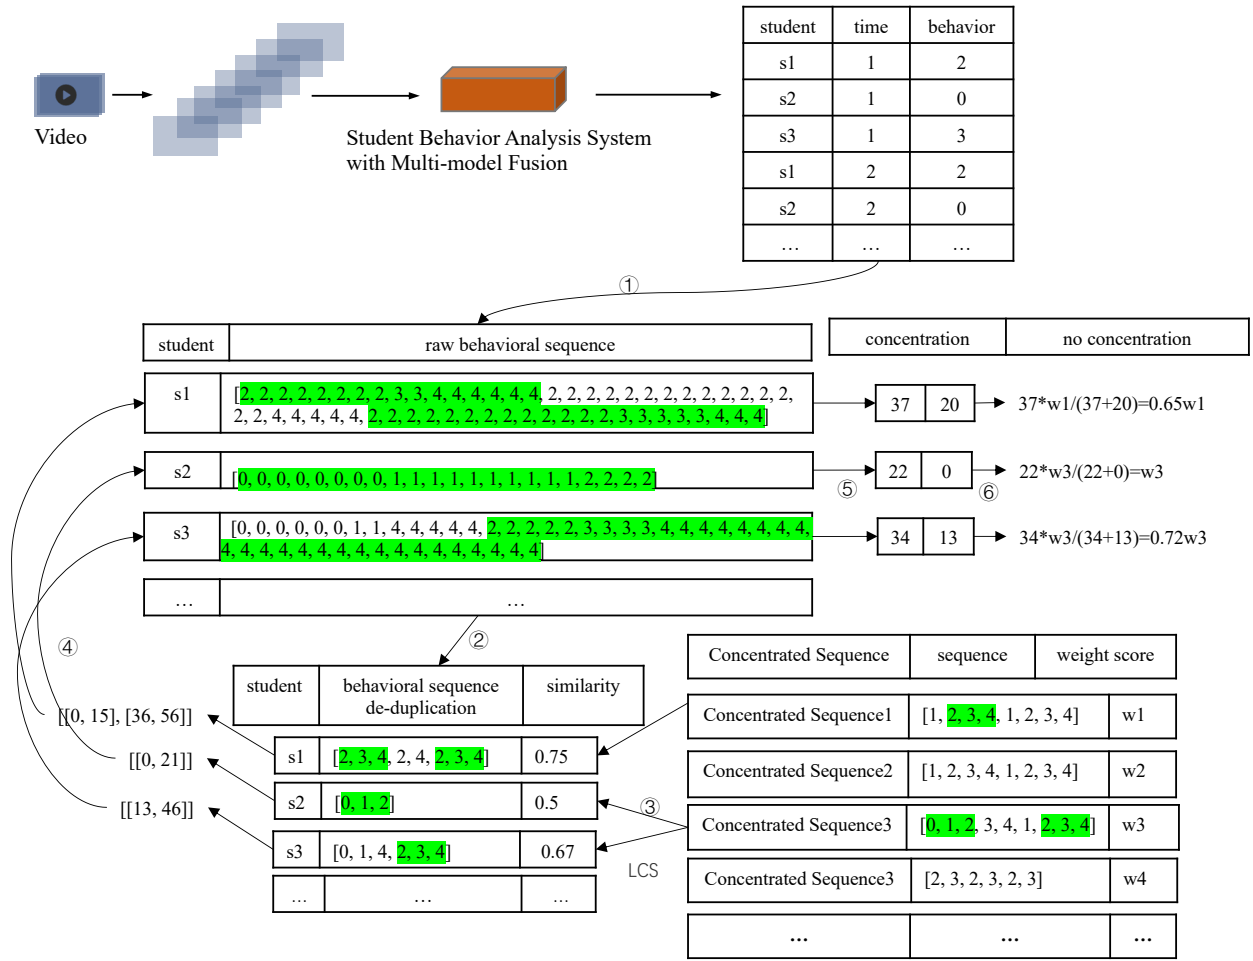 student time behavior
s1 1 2
s2 1 0
s3 1 3
s1 2 2
s2 2 0
... ... ...
Video
Student Behavior Analysis System
with Multi-model Fusion
①
student raw behavioral sequence
concentration no concentration
s1
[2, 2, 2, 2, 2, 2, 2, 2, 3, 3, 4, 4, 4, 4, 4, 4, 2, 2, 2, 2, 2, 2, 2, 2, 2, 2, 2, 2, 2,
2, 2, 4, 4, 4, 4, 4, 2, 2, 2, 2, 2, 2, 2, 2, 2, 2, 2, 2, 2, 3, 3, 3, 3, 3, 4, 4, 4]
37 20
37*w1/(37+20)=0.65w1
s2
[0, 0, 0, 0, 0, 0, 0, 0, 1, 1, 1, 1, 1, 1, 1, 1, 1, 1, 2, 2, 2, 2]
⑤
22 0
⑥
22*w3/(22+0)=w3
s3
[0, 0, 0, 0, 0, 0, 1, 1, 4, 4, 4, 4, 4, 2, 2, 2, 2, 2, 3, 3, 3, 3, 4, 4, 4, 4, 4, 4, 4, 4,
4, 4, 4, 4, 4, 4, 4, 4, 4, 4, 4, 4, 4, 4, 4, 4, 4]
34 13
34*w3/(34+13)=0.72w3
... ...
②
④
student
behavioral sequence
de-duplication
similarity
[[0, 15], [36, 56]]
s1 [2, 3, 4, 2, 4, 2, 3, 4] 0.75
[[0, 21]]
s2 [0, 1, 2] 0.5
[[13, 46]]
s3 [0, 1, 4, 2, 3, 4] 0.67
... ... ...
③
LCS
Concentrated Sequence sequence weight score
Concentrated Sequence1 [1, 2, 3, 4, 1, 2, 3, 4] w1
Concentrated Sequence2 [1, 2, 3, 4, 1, 2, 3, 4] w2
Concentrated Sequence3 [0, 1, 2, 3, 4, 1, 2, 3, 4] w3
Concentrated Sequence3 [2, 3, 2, 3, 2, 3] w4
... ... ...